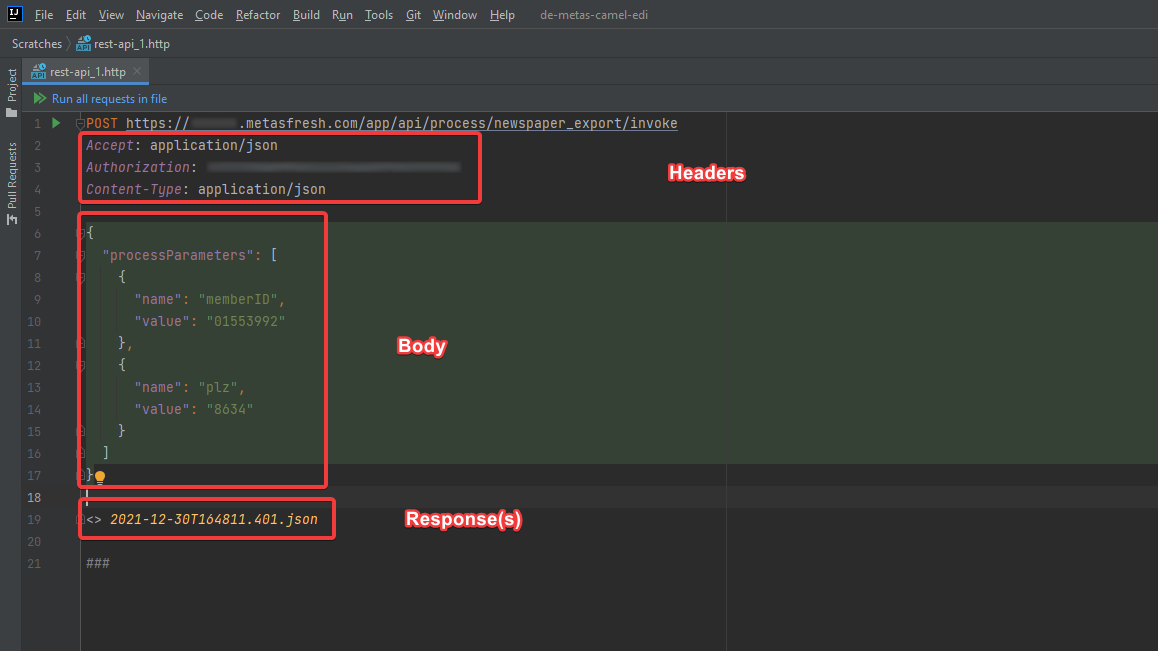 IJ File Edit View Navigate Code Refactor Build Run Tools Git Window Help de-metas-camel-edi
Scratches API rest-api_1.http
API rest-api_1.http
Project
Pull Requests
Run all requests in file
1 POST https:// .metasfresh.com/app/api/process/newspaper_export/invoke
2 Accept: application/json
3 Authorization:
4 Content-Type: application/json
Headers
5
6 {
7 "processParameters": [
8 {
9 "name": "memberID",
10 "value": "01553992"
11 },
Body
12 {
13 "name": "plz",
14 "value": "8634"
15 }
16 ]
17 }
18
19 <> 2021-12-30T164811.401.json
Response(s)
20
21 ###